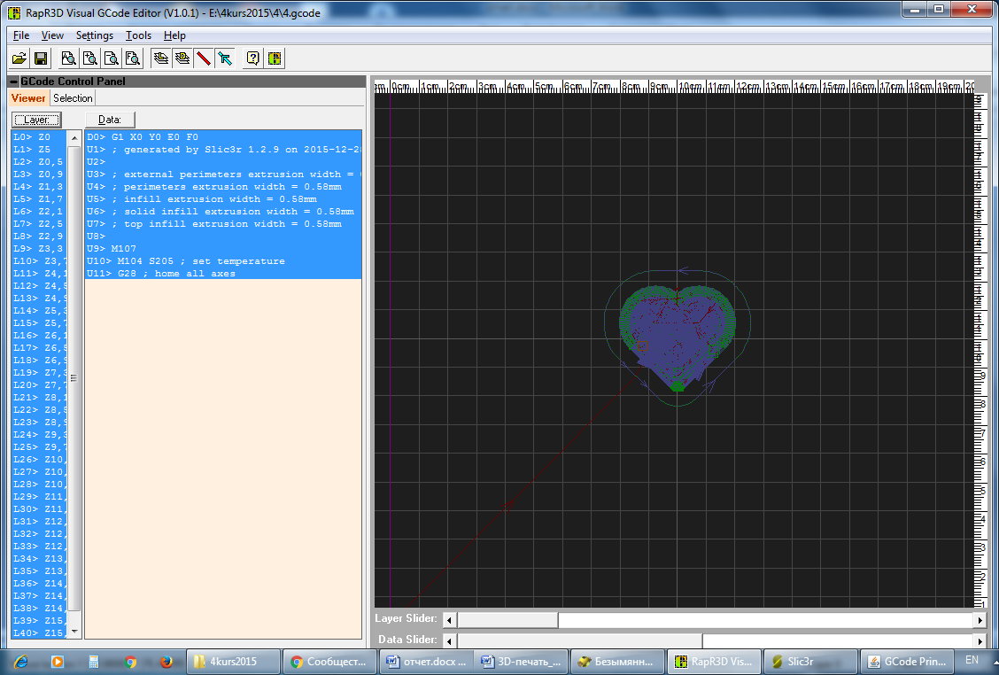 RapR3D Visual GCode Editor (V1.0.1) - E:\4kurs2015\4\4.gcode
File View Settings Tools Help
GCode Control Panel
Viewer Selection
Layer: Data:
L0> Z0
L1> Z5
L2> Z0,5
L3> Z0,9
L4> Z1,3
L5> Z1,7
L6> Z2,1
L7> Z2,5
L8> Z2,9
L9> Z3,3
L10> Z3,7
L11> Z4,1
L12> Z4,5
L13> Z4,9
L14> Z5,3
L15> Z5,7
L16> Z6,1
L17> Z6,5
L18> Z6,9
L19> Z7,3
L20> Z7,7
L21> Z8,1
L22> Z8,5
L23> Z8,9
L24> Z9,3
L25> Z9,7
L26> Z10,
L27> Z10,
L28> Z10,
L29> Z11,
L30> Z11,
L31> Z12,
L32> Z12,
L33> Z12,
L34> Z13,
L35> Z13,
L36> Z14,
L37> Z14,
L38> Z14,
L39> Z15,
L40> Z15,
D0> G1 X0 Y0 E0 F0
U1> ; generated by Slic3r 1.2.9 on 2015-12-28
U2>
U3> ; external perimeters extrusion width =
U4> ; perimeters extrusion width = 0.58mm
U5> ; infill extrusion width = 0.58mm
U6> ; solid infill extrusion width = 0.58mm
U7> ; top infill extrusion width = 0.58mm
U8>
U9> M107
U10> M104 S205 ; set temperature
U11> G28 ; home all axes
0cm 1cm 2cm 3cm 4cm 5cm 6cm 7cm 8cm 9cm 10cm 11cm 12cm 13cm 14cm 15cm 16cm 17cm 18cm 19cm 20
9
8
7
6
5
4
3
2
1
Layer Slider:
Data Slider:
4kurs2015 Сообщест... отчет.docx ... 3D-печать_... Безымянн... RapR3D Vis... Slic3r GCode Prin... EN